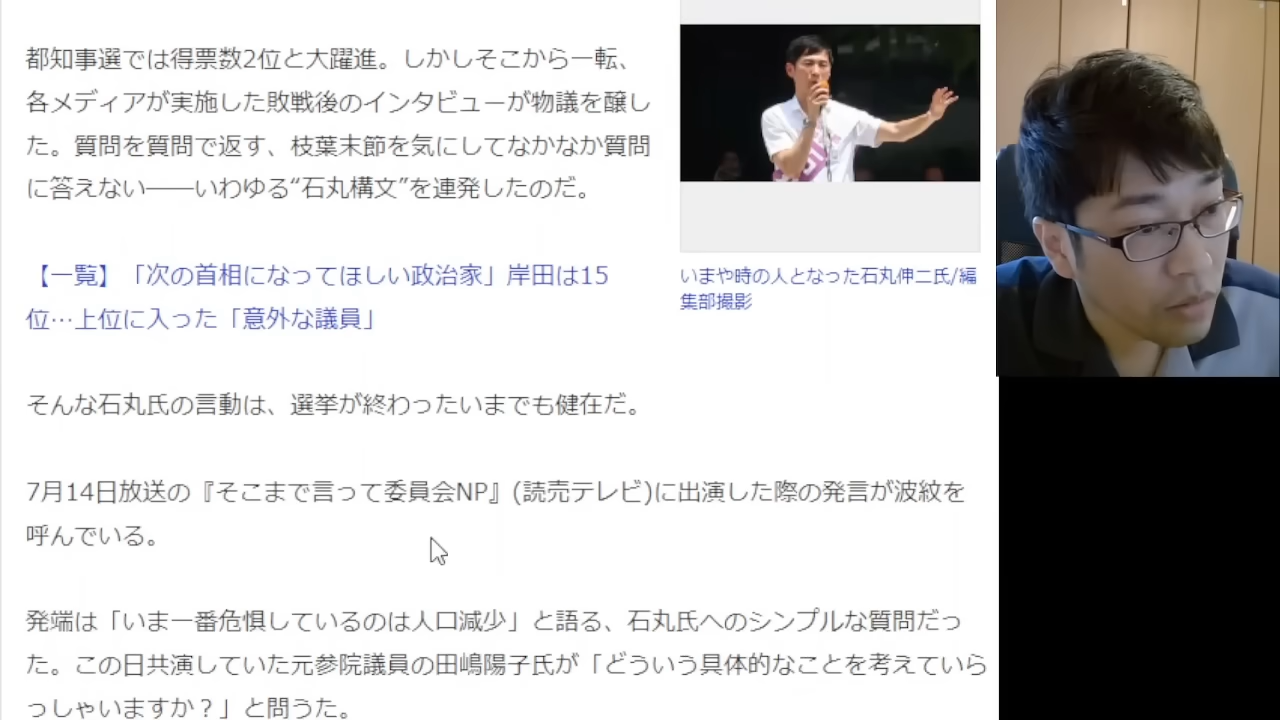 都知事選では得票数2位と大躍進。しかしそこから一転、
各メディアが実施した敗戦後のインタビューが物議を醸し
た。質問を質問で返す、枝葉末節を気にしてなかなか質問
に答えない――いわゆる“石丸構文”を連発したのだ。
【一覧】「次の首相になってほしい政治家」岸田は15
位…上位に入った「意外な議員」
いまや時の人となった石丸伸二氏/編
集部撮影
そんな石丸氏の言動は、選挙が終わったいまでも健在だ。
7月14日放送の『そこまで言って委員会NP』(読売テレビ)に出演した際の発言が波紋を
呼んでいる。
発端は「いま一番危惧しているのは人口減少」と語る、石丸氏へのシンプルな質問だっ
た。この日共演していた元参院議員の田嶋陽子氏が「どういう具体的なことを考えていら
っしゃいますか？」と問うた。